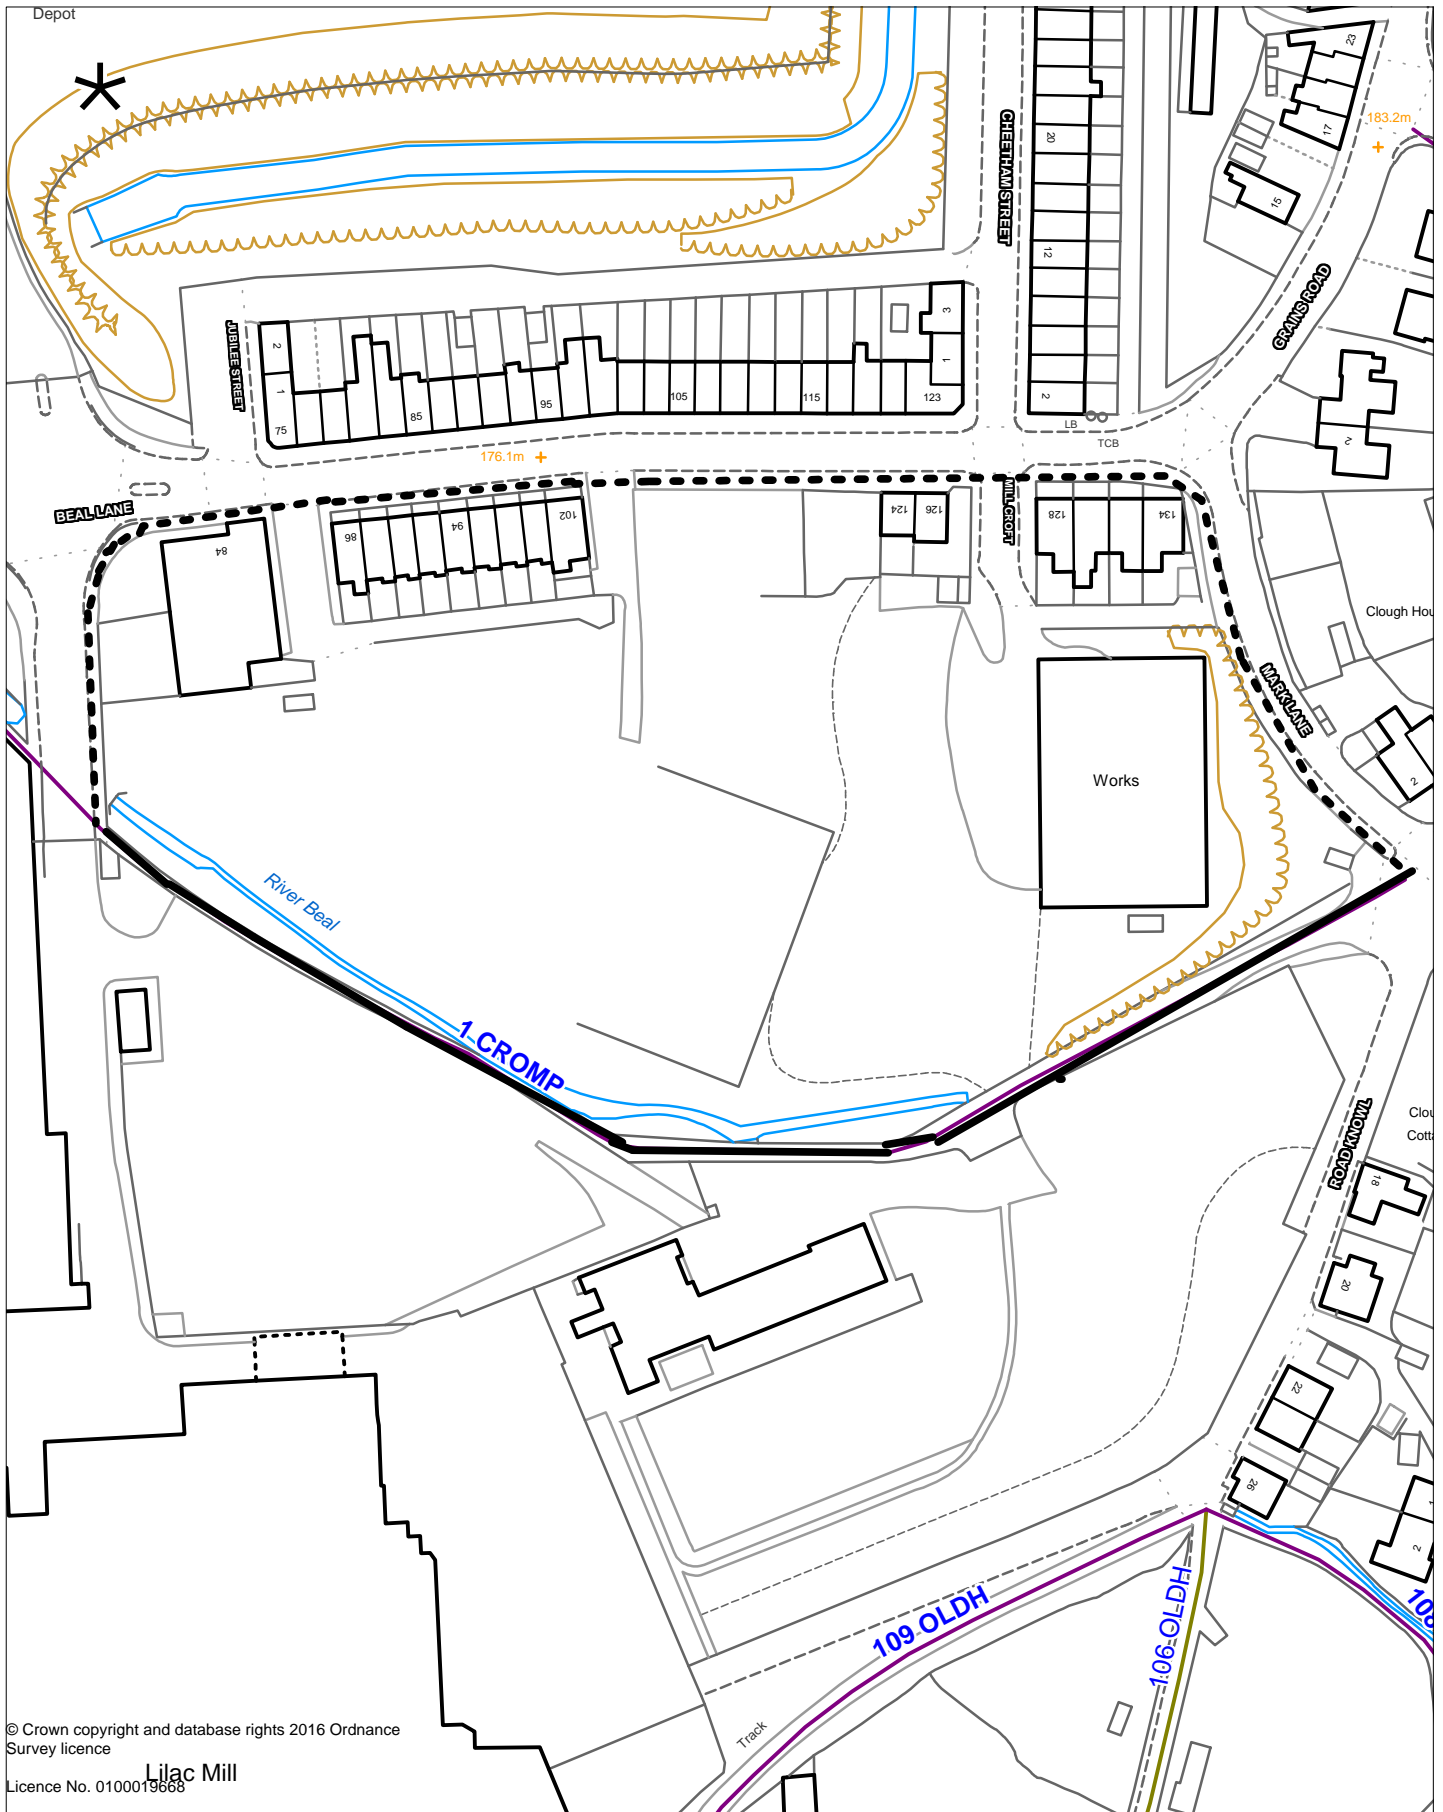 Depot
23
183.2m
17
CHEETHAM STREET
20
15
12
GRAINS ROAD
JUBILEE STREET
2
3
1
1
85
95
105
115
123
2
75
LB
TCB
2
176.1m
BEAL LANE
84
86
94
102
124
126
MILL CROFT
128
134
Clough Hou
MARK LANE
Works
2
River Beal
1 CROMP
Clou
Cotta
ROAD KNOWL
18
20
22
26
1
2
109 OLDH
106 OLDH
108
Track
© Crown copyright and database rights 2016 Ordnance
Survey licence
Lilac Mill
Licence No. 0100019668